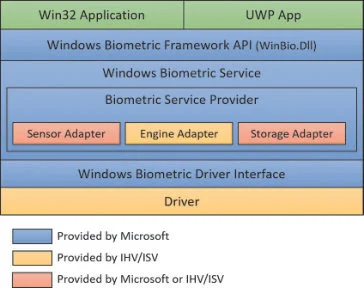 Win32 Application
UWP App
Windows Biometric Framework API (WinBio.Dll)
Windows Biometric Service
Biometric Service Provider
Sensor Adapter
Engine Adapter
Storage Adapter
Windows Biometric Driver Interface
Driver
Provided by Microsoft
Provided by IHV/ISV
Provided by Microsoft or IHV/ISV